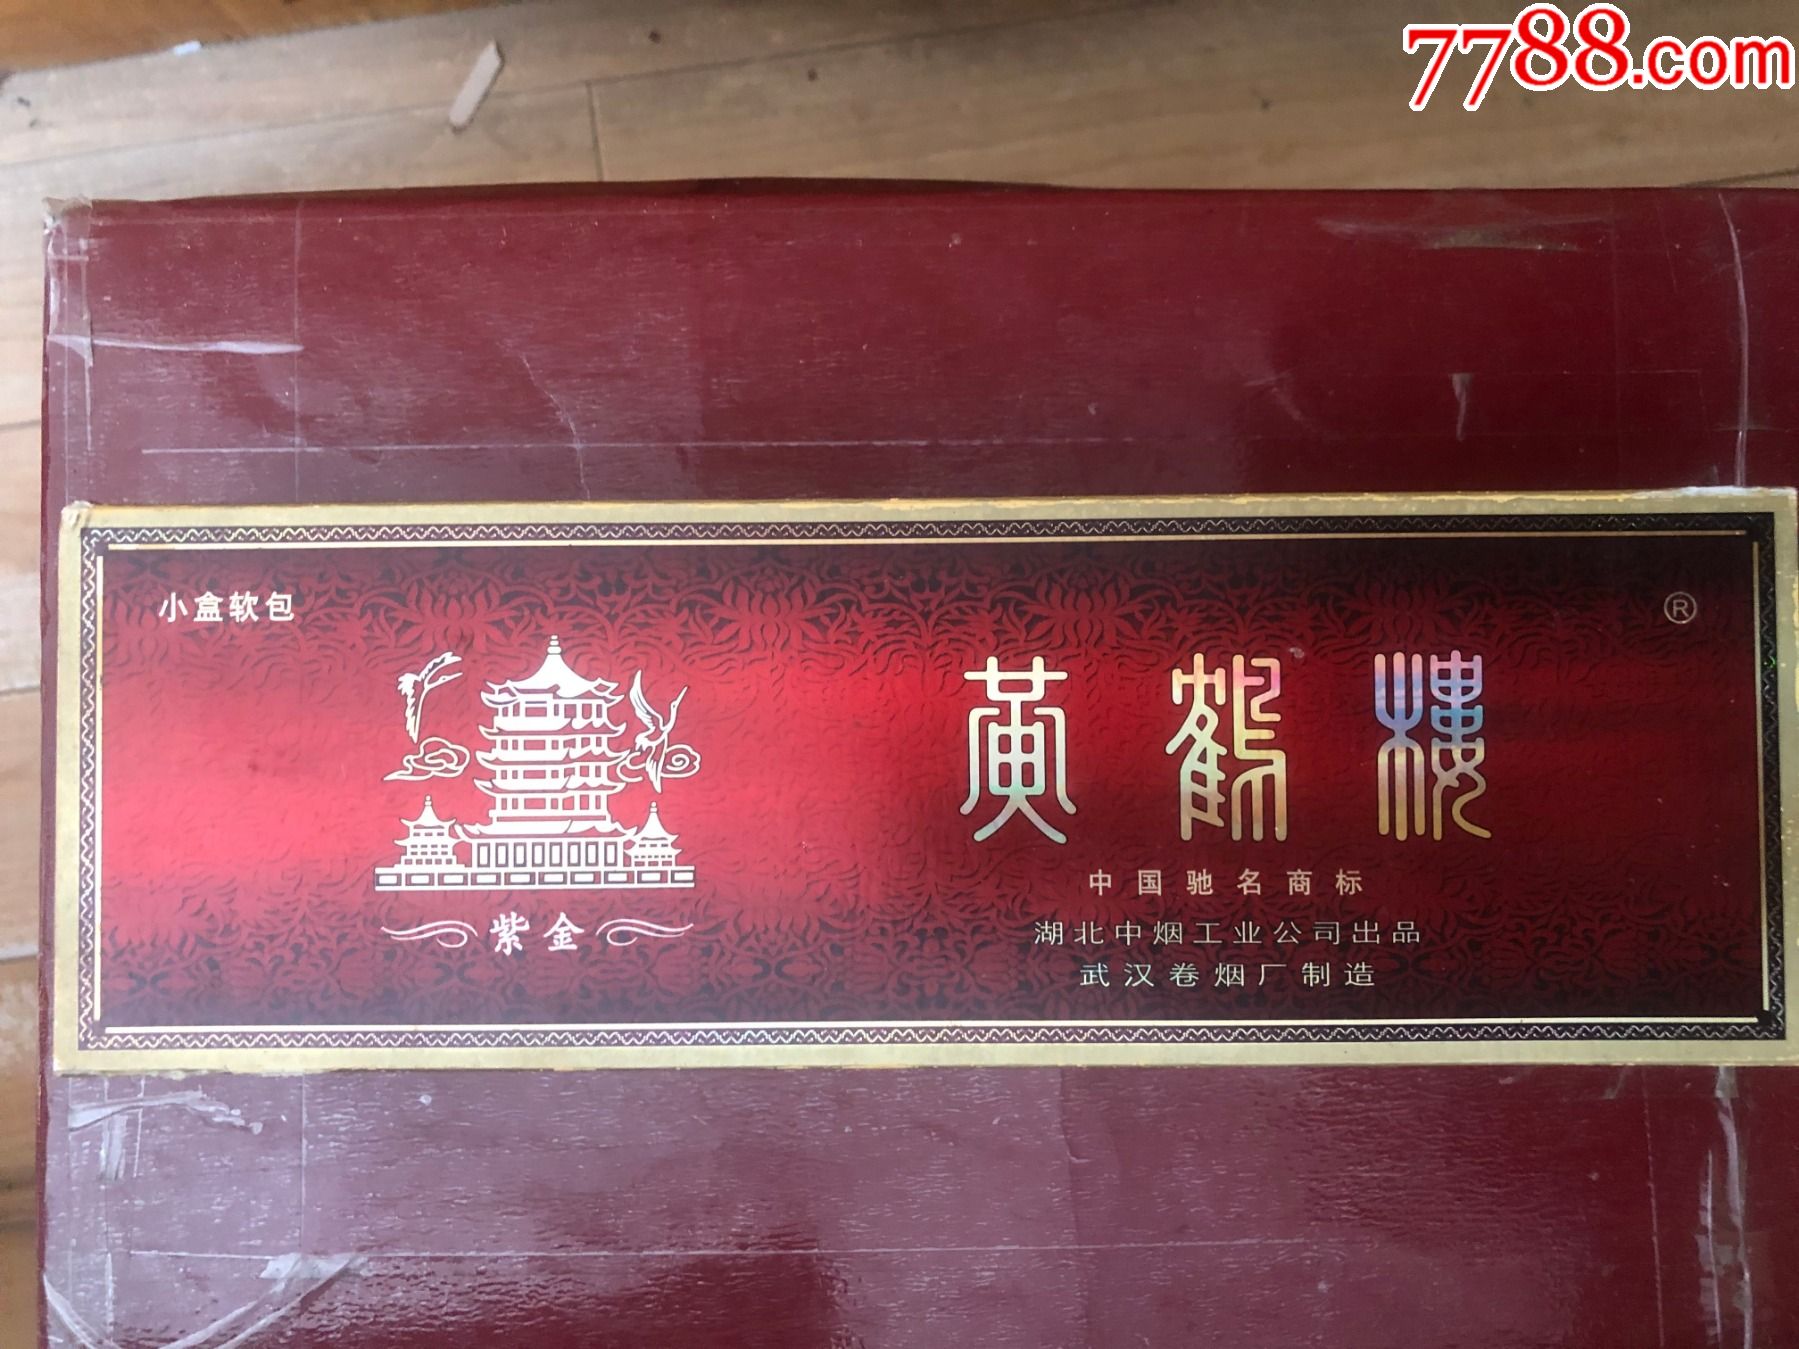 7788.com
小盒软包
®
黄鹤楼
中国驰名商标
湖北中烟工业公司出品
武汉卷烟厂制造
紫金